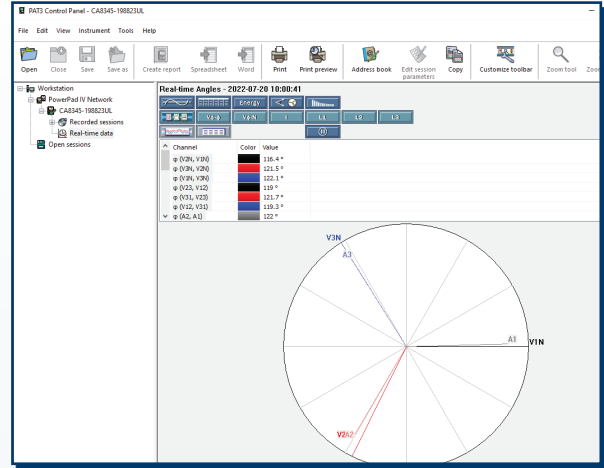 PAT3 Control Panel - CA8345-198823UL
File Edit View Instrument Tools Help
Open Close Save Save as Create report Spreadsheet Word Print Print preview Address book Edit session parameters Copy Customize toolbar Zoom tool
Workstation
PowerPad IV Network
CA8345-198823UL
Recorded sessions
Real-time data
Open sessions
Real-time Angles - 2022-07-20 10:00:41
Energy
L1 L2 L3
Channel Color Value
φ (V2N, V1N) 116.4 °
φ (V3N, V2N) 121.5 °
φ (V1N, V3N) 122.1 °
φ (V23, V12) 119 °
φ (V31, V23) 121.7 °
φ (V12, V31) 119.3 °
φ (A2, A1) 122 °
V3N
A3
A1 V1N
V2A2